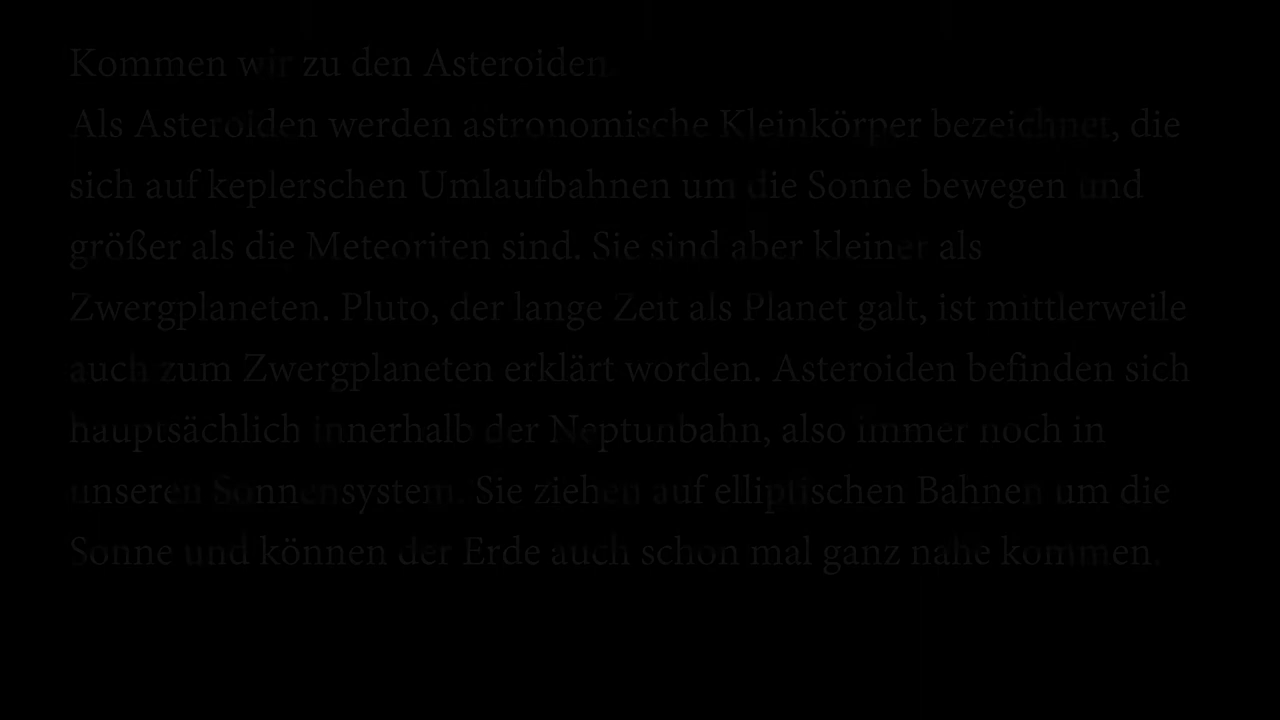 Kommen wir zu den Asteroiden.
Als Asteroiden werden astronomische Kleinkörper bezeichnet, die
sich auf keplerschen Umlaufbahnen um die Sonne bewegen und
größer als die Meteoriten sind. Sie sind aber kleiner als
Zwergplaneten. Pluto, der lange Zeit als Planet galt, ist mittlerweile
auch zum Zwergplaneten erklärt worden. Asteroiden befinden sich
hauptsächlich innerhalb der Neptunbahn, also immer noch in
unseren Sonnensystem. Sie ziehen auf elliptischen Bahnen um die
Sonne und können der Erde auch schon mal ganz nahe kommen.